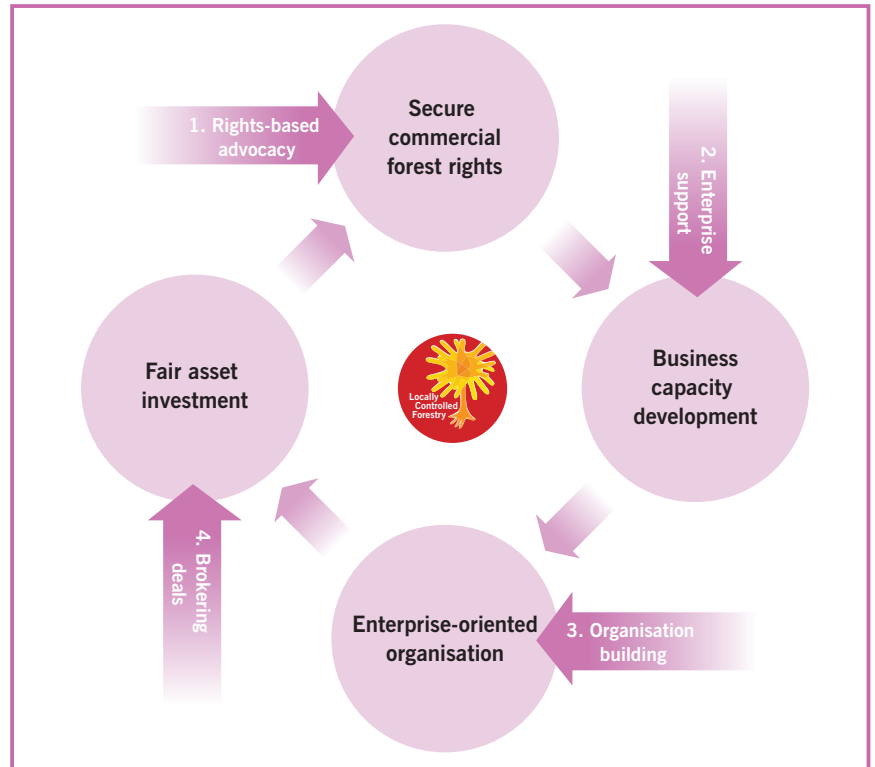 Secure
commercial
forest rights
1. Rights-based
advocacy
2. Enterprise
support
Business
capacity
development
Fair asset
investment
Locally
Controlled
Forestry
4. Brokering
deals
Enterprise-oriented
organisation
3. Organisation
building